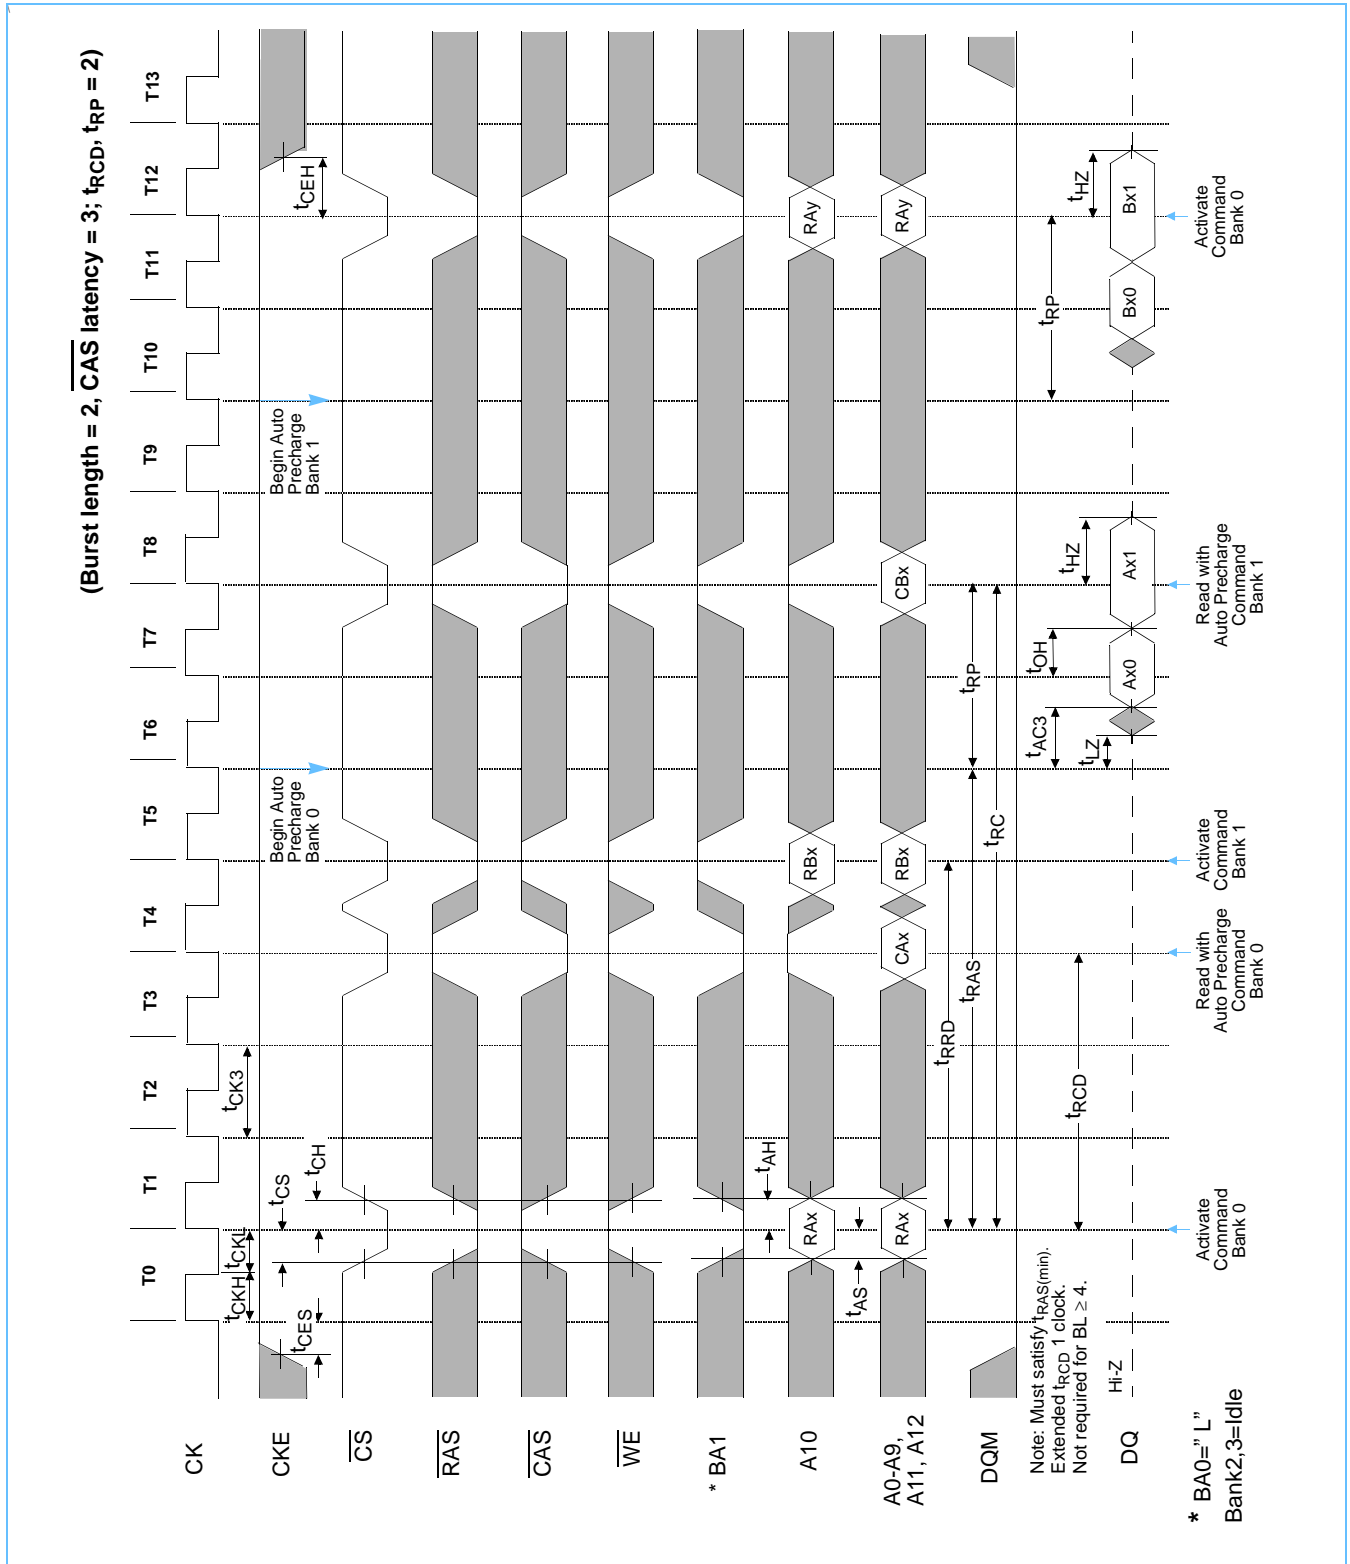 (Burst length = 2, CAS latency = 3; tRCD, tRP = 2)
T0 T1 T2 T3 T4 T5 T6 T7 T8 T9 T10 T11 T12 T13
CK
tCKH tCKL tCK3
CKE
tCES tCS tCH
Begin Auto
Precharge
Bank 0
Begin Auto
Precharge
Bank 1
tCEH
CS
RAS
CAS
WE
* BA1
tAH
A10
RAx RBx RAy
tAS
A0-A9,
A11, A12
RAx CAx RBx CBx RAy
tRRD
DQM
tRAS tRP
tRC
Note: Must satisfy tRAS(min).
Extended tRCD 1 clock.
Not required for BL ≥ 4.
tRCD
tAC3 tOH tRP
tLZ tHZ tHZ
Hi-Z
DQ
Ax0 Ax1 Bx0 Bx1
Activate
Command
Bank 0
Read with
Auto Precharge
Command
Bank 0
Activate
Command
Bank 1
Read with
Auto Precharge
Command
Bank 1
Activate
Command
Bank 0
* BA0=" L"
Bank2,3=Idle